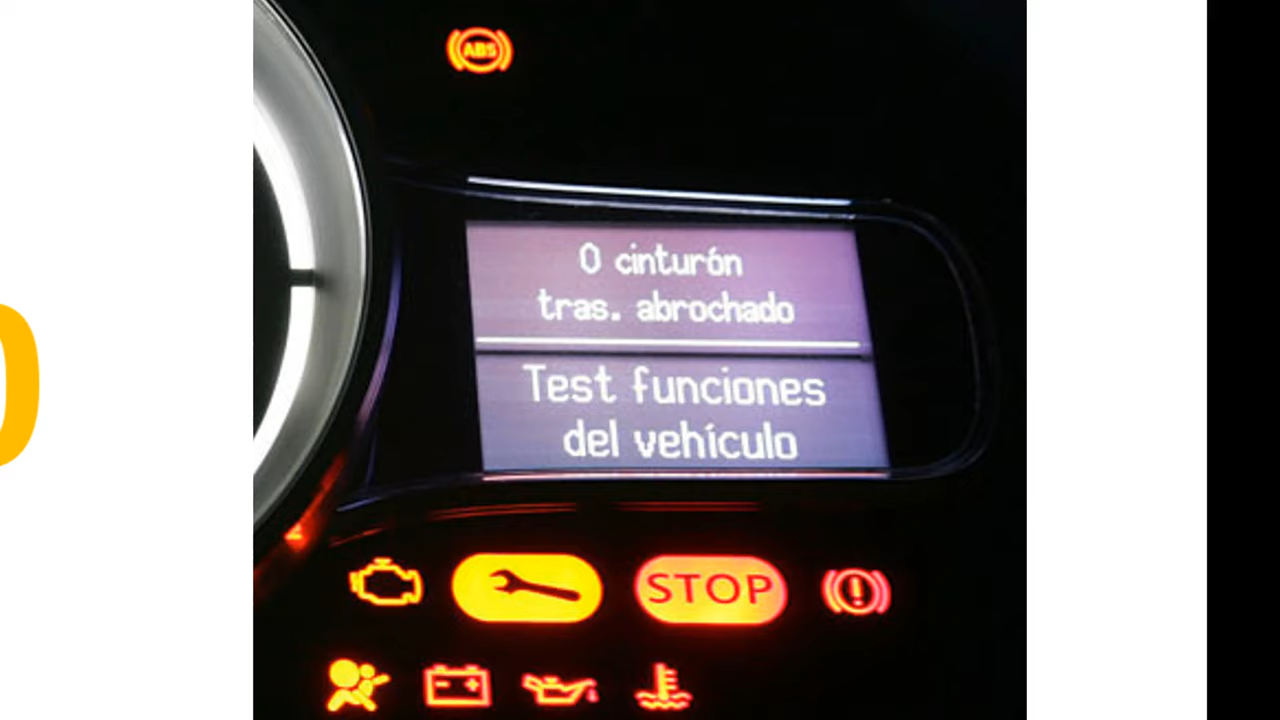 ABS
0 cinturón
tras. abrochado
Test funciones
del vehículo
STOP